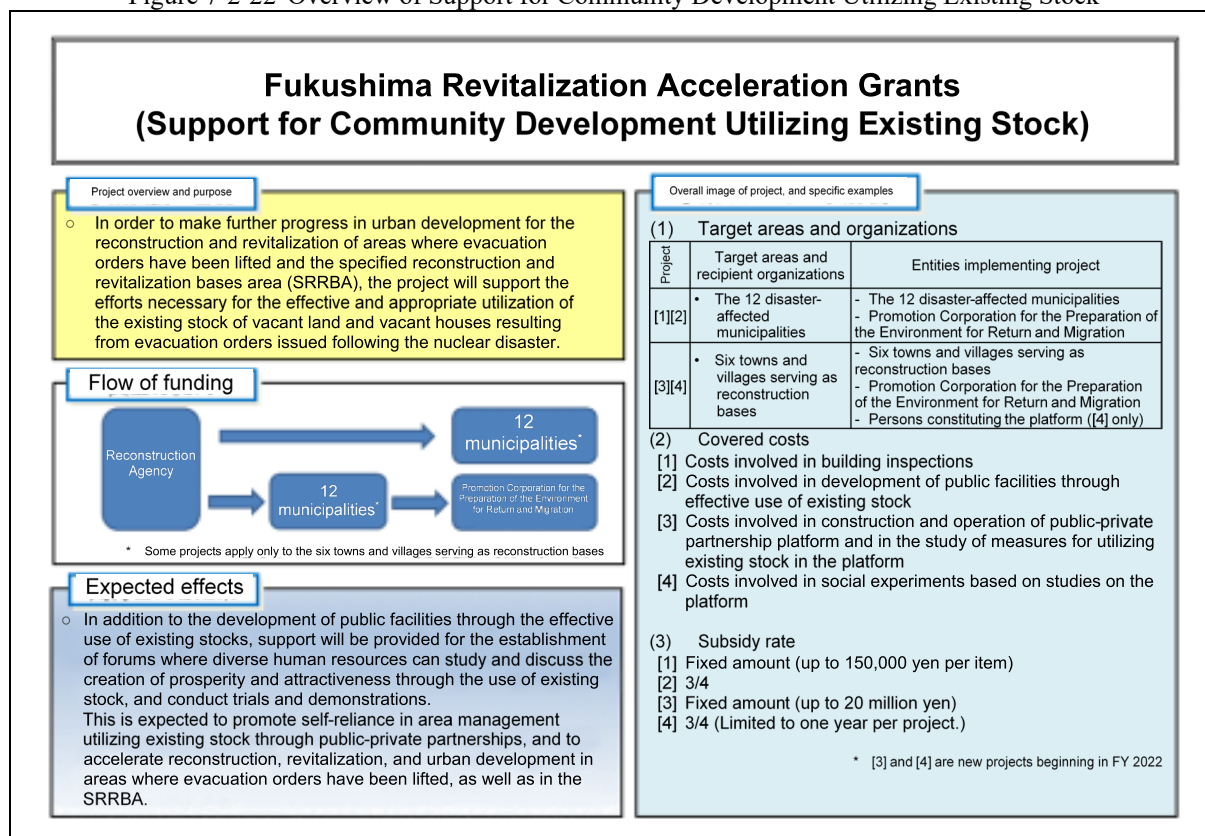 Figure 7-2-22 Overview of Support for Community Development Utilizing Existing Stock
Fukushima Revitalization Acceleration Grants
(Support for Community Development Utilizing Existing Stock)
Project overview and purpose
○ In order to make further progress in urban development for the
reconstruction and revitalization of areas where evacuation
orders have been lifted and the specified reconstruction and
revitalization bases area (SRRBA), the project will support the
efforts necessary for the effective and appropriate utilization of
the existing stock of vacant land and vacant houses resulting
from evacuation orders issued following the nuclear disaster.
Flow of funding
Reconstruction
Agency
12
municipalities*
12
municipalities*
Promotion Corporation for the
Preparation of the Environment
for Return and Migration
* Some projects apply only to the six towns and villages serving as reconstruction bases
Expected effects
○ In addition to the development of public facilities through the effective
use of existing stocks, support will be provided for the establishment
of forums where diverse human resources can study and discuss the
creation of prosperity and attractiveness through the use of existing
stock, and conduct trials and demonstrations.
This is expected to promote self-reliance in area management
utilizing existing stock through public-private partnerships, and to
accelerate reconstruction, revitalization, and urban development in
areas where evacuation orders have been lifted, as well as in the
SRRBA.
Overall image of project, and specific examples
(1) Target areas and organizations
Project
Target areas and
recipient organizations
Entities implementing project
[1][2]
• The 12 disaster-
affected
municipalities
- The 12 disaster-affected municipalities
- Promotion Corporation for the Preparation of
the Environment for Return and Migration
[3][4]
• Six towns and
villages serving as
reconstruction
bases
- Six towns and villages serving as
reconstruction bases
- Promotion Corporation for the Preparation
of the Environment for Return and Migration
- Persons constituting the platform ([4] only)
(2) Covered costs
[1] Costs involved in building inspections
[2] Costs involved in development of public facilities through
effective use of existing stock
[3] Costs involved in construction and operation of public-private
partnership platform and in the study of measures for utilizing
existing stock in the platform
[4] Costs involved in social experiments based on studies on the
platform
(3) Subsidy rate
[1] Fixed amount (up to 150,000 yen per item)
[2] 3/4
[3] Fixed amount (up to 20 million yen)
[4] 3/4 (Limited to one year per project.)
* [3] and [4] are new projects beginning in FY 2022